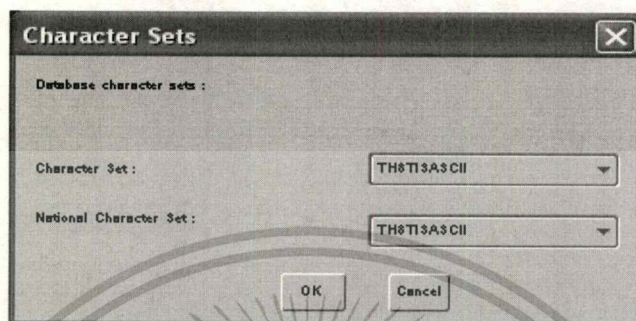 Character Sets
Database character sets :
Character Set : TH8TISASCII
National Character Set : TH8TISASCII
OK Cancel